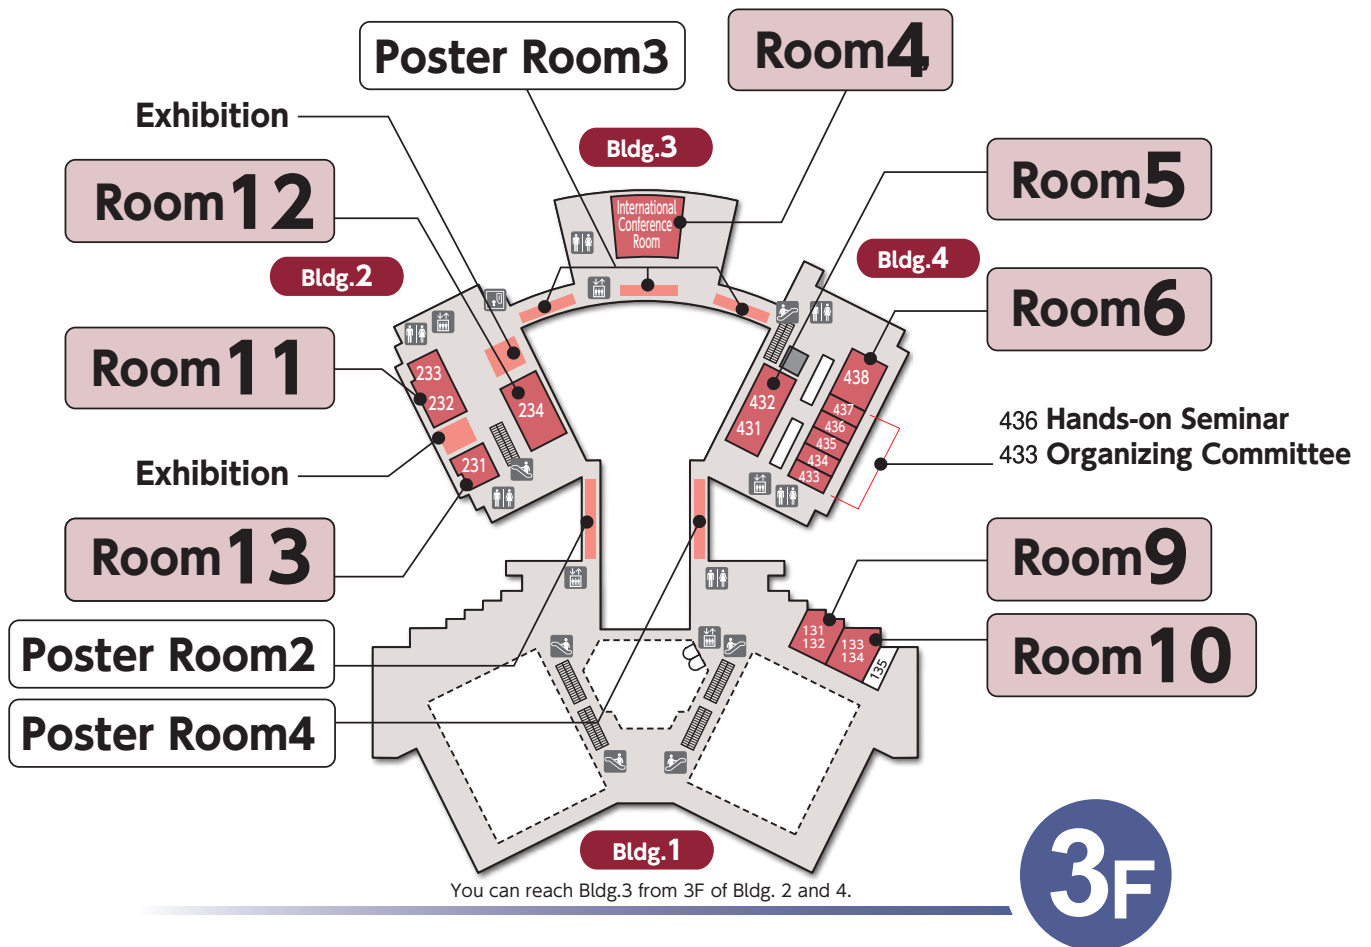 Poster Room3
Room4
Exhibition
Bldg.3
Room12
Room5
International
Conference
Room
Bldg.2
Bldg.4
Room6
Room11
233
232
234
438
432
431
437
436
435
434
433
436 Hands-on Seminar
433 Organizing Committee
Exhibition
231
Room13
Room9
Poster Room2
131
132
133
134
135
Room10
Poster Room4
Bldg.1
You can reach Bldg.3 from 3F of Bldg. 2 and 4.
3F